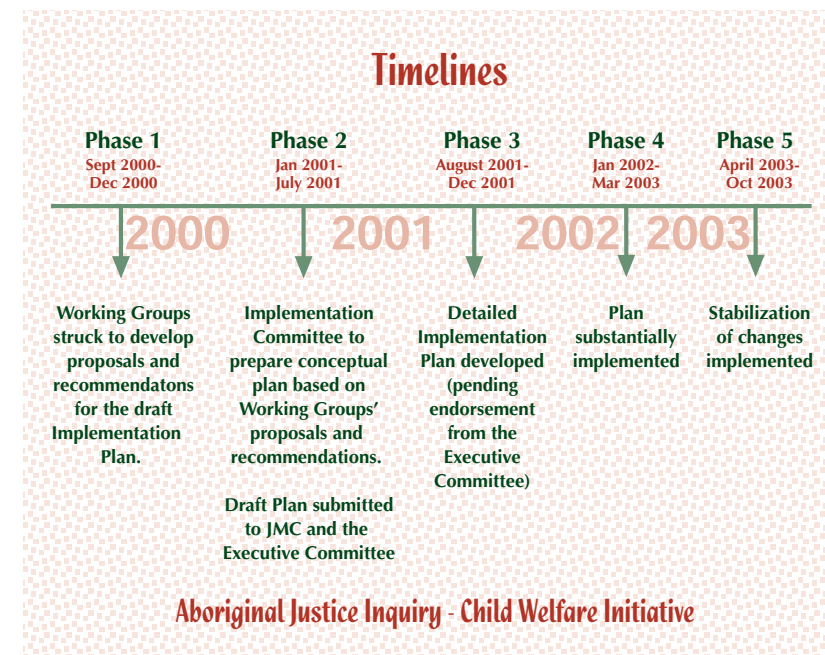 Timelines
Phase 1
Sept 2000-
Dec 2000
Phase 2
Jan 2001-
July 2001
Phase 3
August 2001-
Dec 2001
Phase 4
Jan 2002-
Mar 2003
Phase 5
April 2003-
Oct 2003
2000
2001
2002
2003
Working Groups
struck to develop
proposals and
recommendatons
for the draft
Implementation
Plan.
Implementation
Committee to
prepare conceptual
plan based on
Working Groups'
proposals and
recommendations.
Draft Plan submitted
to JMC and the
Executive Committee
Detailed
Implementation
Plan developed
(pending
endorsement
from the
Executive
Committee)
Plan
substantially
implemented
Stabilization
of changes
implemented
Aboriginal Justice Inquiry - Child Welfare Initiative